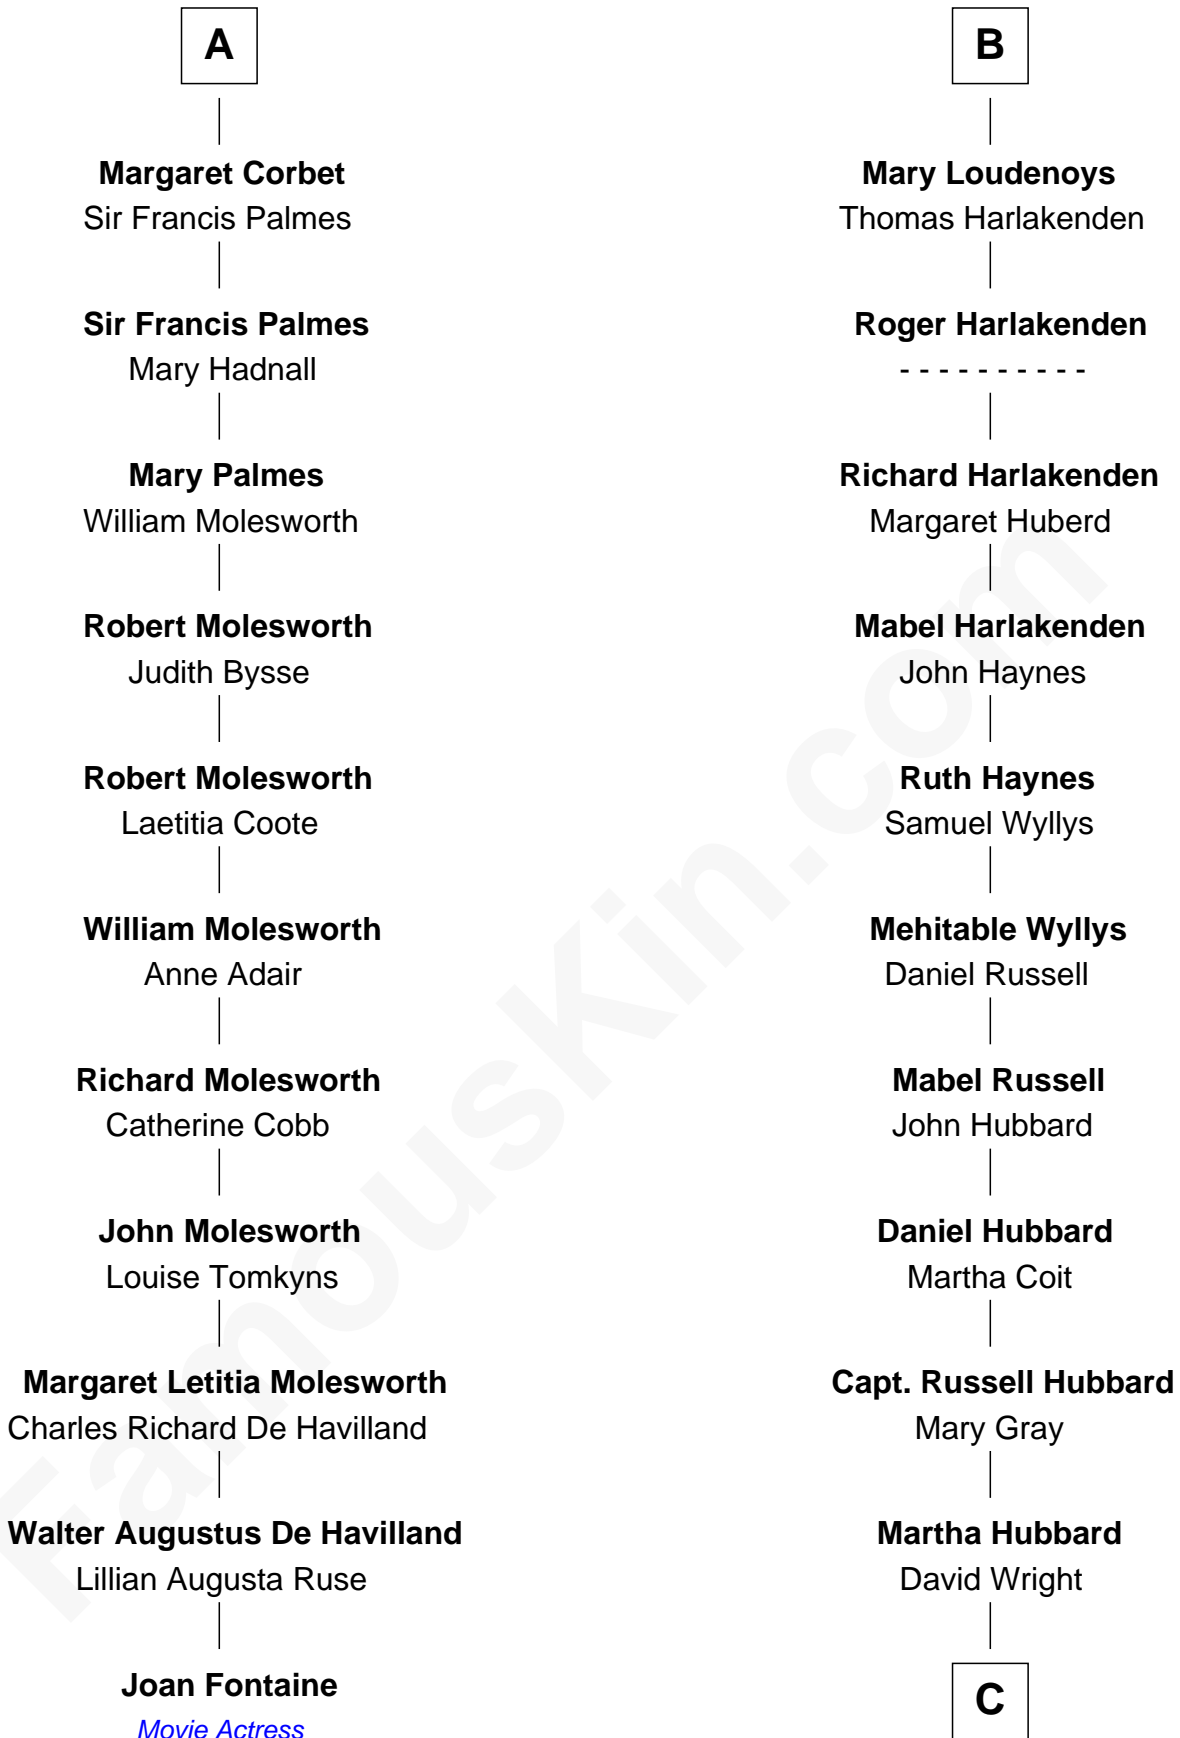 A
Margaret Corbet
Sir Francis Palmes
Sir Francis Palmes
Mary Hadnall
Mary Palmes
William Molesworth
Robert Molesworth
Judith Bysse
Robert Molesworth
Laetitia Coote
William Molesworth
Anne Adair
Richard Molesworth
Catherine Cobb
John Molesworth
Louise Tomkyns
Margaret Letitia Molesworth
Charles Richard De Havilland
Walter Augustus De Havilland
Lillian Augusta Ruse
Joan Fontaine
Movie Actress
B
Mary Loudenoys
Thomas Harlakenden
Roger Harlakenden
- - - - - - - - - -
Richard Harlakenden
Margaret Huberd
Mabel Harlakenden
John Haynes
Ruth Haynes
Samuel Wyllys
Mehitable Wyllys
Daniel Russell
Mabel Russell
John Hubbard
Daniel Hubbard
Martha Coit
Capt. Russell Hubbard
Mary Gray
Martha Hubbard
David Wright
C
FamousKin.com